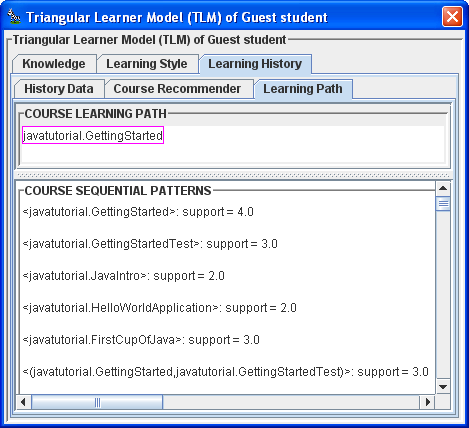 Triangular Learner Model (TLM) of Guest student
Triangular Learner Model (TLM) of Guest student
Knowledge Learning Style Learning History
History Data Course Recommender Learning Path
COURSE LEARNING PATH
javatutorial.GettingStarted
COURSE SEQUENTIAL PATTERNS
<javatutorial.GettingStarted>: support = 4.0
<javatutorial.GettingStartedTest>: support = 3.0
<javatutorial.JavaIntro>: support = 2.0
<javatutorial.HelloWorldApplication>: support = 2.0
<javatutorial.FirstCupOfJava>: support = 3.0
<(javatutorial.GettingStarted,javatutorial.GettingStartedTest)>: support = 3.0